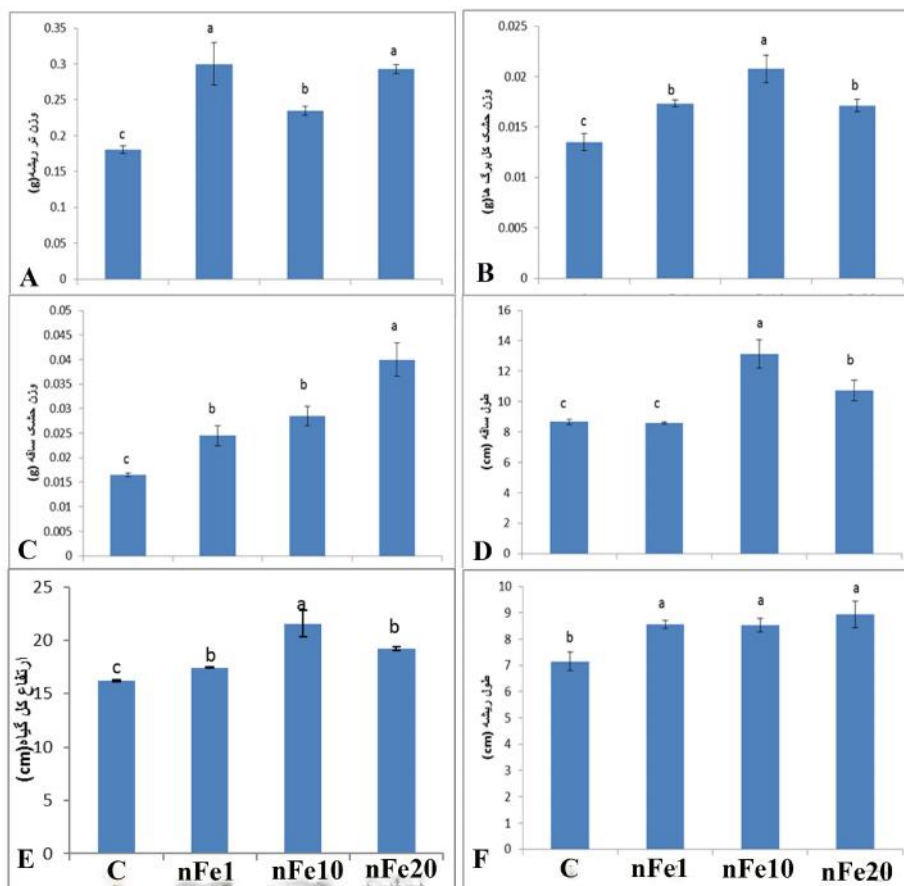 وزن تر ریشه(g)
0.35
0.3
0.25
0.2
0.15
0.1
0.05
0
c
a
b
a
A
وزن خشک کل برگ ها(g)
0.025
0.02
0.015
0.01
0.005
0
c
b
a
b
B
وزن خشک ساقه (g)
0.05
0.045
0.04
0.035
0.03
0.025
0.02
0.015
0.01
0.005
0
c
b
b
a
C
طول ساقه (cm)
16
14
12
10
8
6
4
2
0
c
c
a
b
D
ارتفاع کل گیاه(cm)
25
20
15
10
5
0
c
b
a
b
E
C nFe1 nFe10 nFe20
طول ریشه (cm)
10
9
8
7
6
5
4
3
2
1
0
b
a
a
a
F
C nFe1 nFe10 nFe20